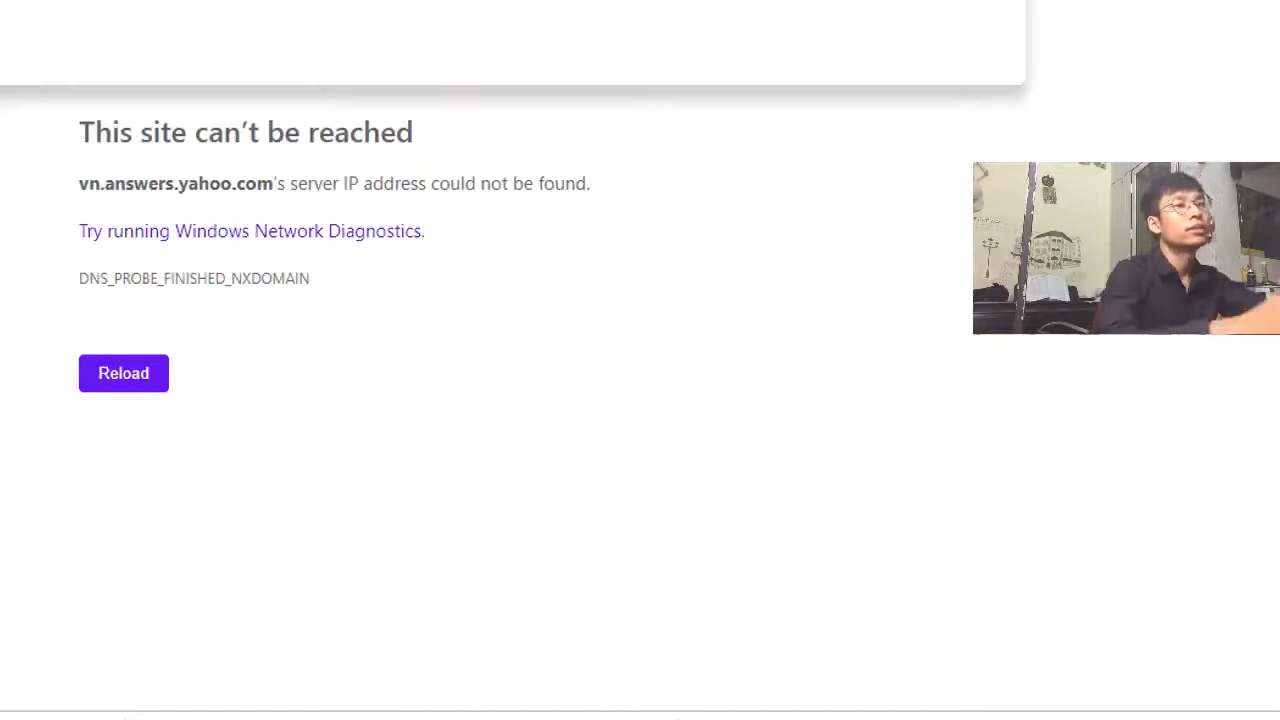 This site can’t be reached
vn.answers.yahoo.com's server IP address could not be found.
Try running Windows Network Diagnostics.
DNS_PROBE_FINISHED_NXDOMAIN
Reload